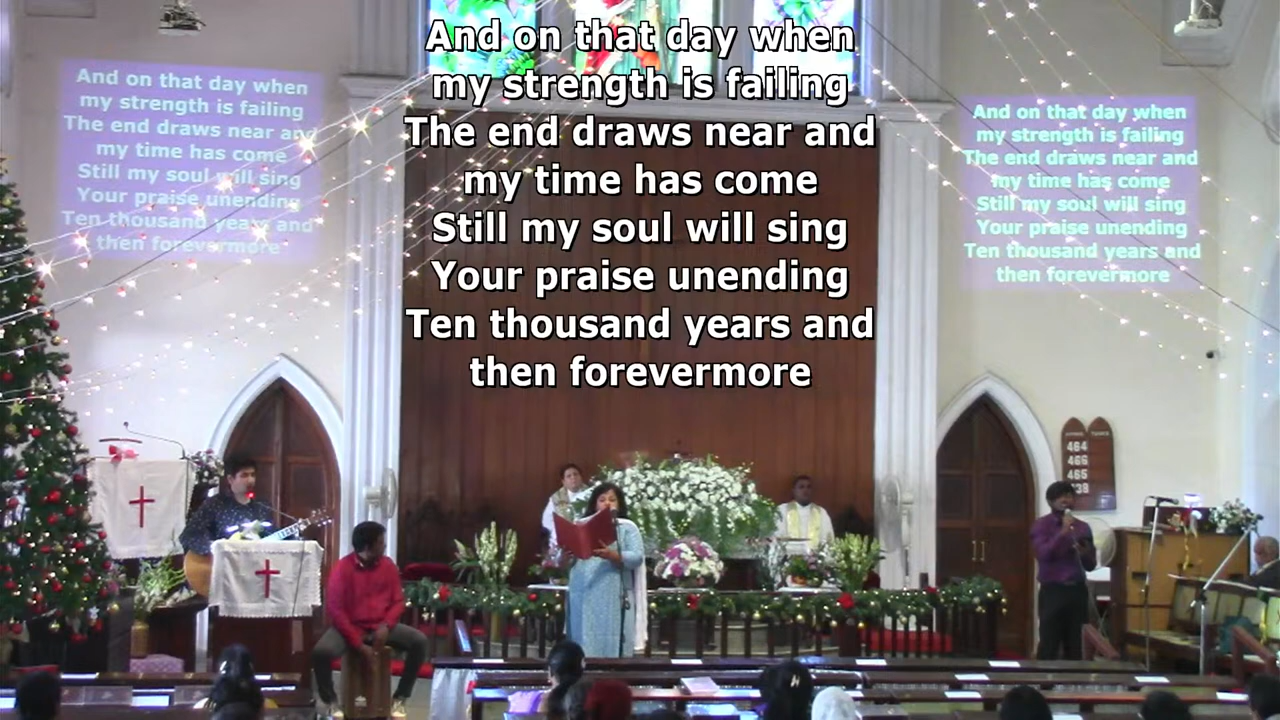 And on that day when
my strength is failing
The end draws near and
my time has come
Still my soul will sing
Your praise unending
Ten thousand years and
then forevermore
And on that day when
my strength is failing
The end draws near and
my time has come
Still my soul will sing
Your praise unending
Ten thousand years and
then forevermore
And on that day when
my strength is failing
The end draws near and
my time has come
Still my soul will sing
Your praise unending
Ten thousand years and
then forevermore
464
466